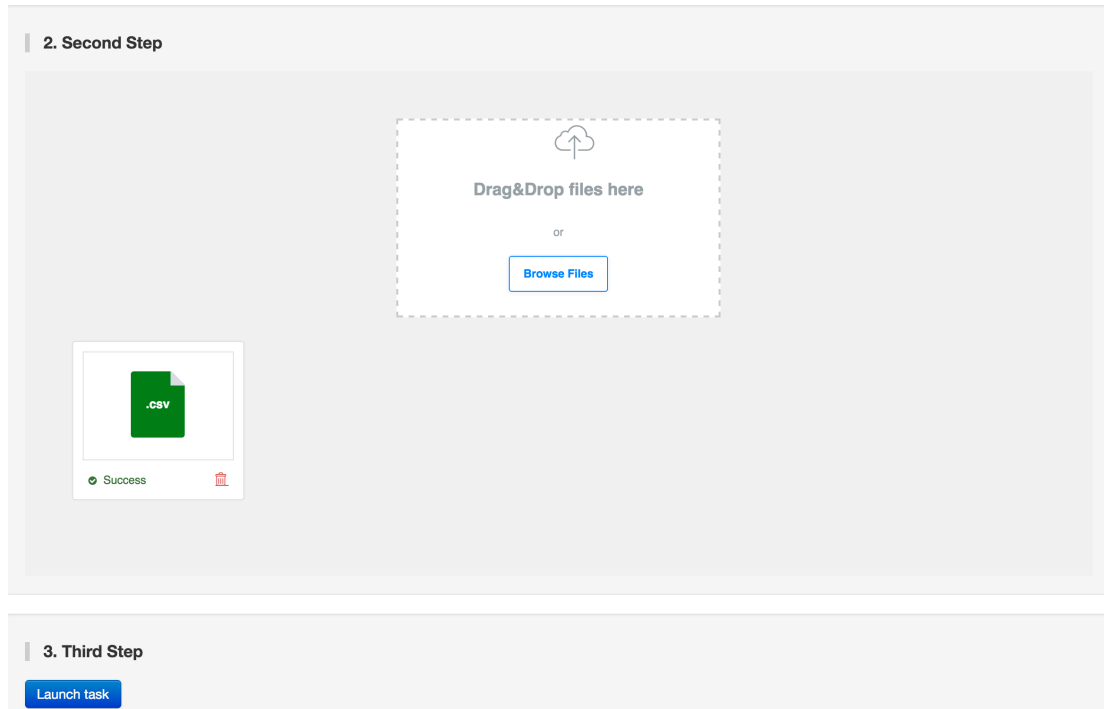 2. Second Step
Drag&Drop files here
or
Browse Files
.csv
Success
3. Third Step
Launch task